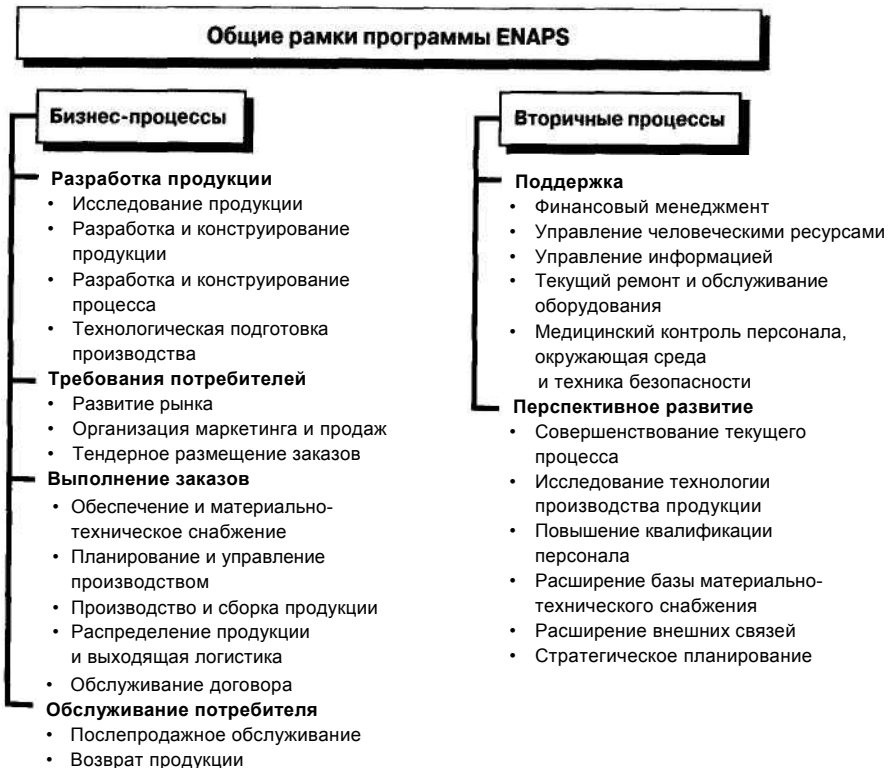 Общие рамки программы ENAPS
Бизнес-процессы
Разработка продукции
• Исследование продукции
• Разработка и конструирование
продукции
• Разработка и конструирование
процесса
• Технологическая подготовка
производства
Требования потребителей
• Развитие рынка
• Организация маркетинга и продаж
• Тендерное размещение заказов
Выполнение заказов
• Обеспечение и материально-
техническое снабжение
• Планирование и управление
производством
• Производство и сборка продукции
• Распределение продукции
и выходящая логистика
• Обслуживание договора
Обслуживание потребителя
• Послепродажное обслуживание
• Возврат продукции
Вторичные процессы
Поддержка
• Финансовый менеджмент
• Управление человеческими ресурсами
• Управление информацией
• Текущий ремонт и обслуживание
оборудования
• Медицинский контроль персонала,
окружающая среда
и техника безопасности
Перспективное развитие
• Совершенствование текущего
процесса
• Исследование технологии
производства продукции
• Повышение квалификации
персонала
• Расширение базы материально-
технического снабжения
• Расширение внешних связей
• Стратегическое планирование